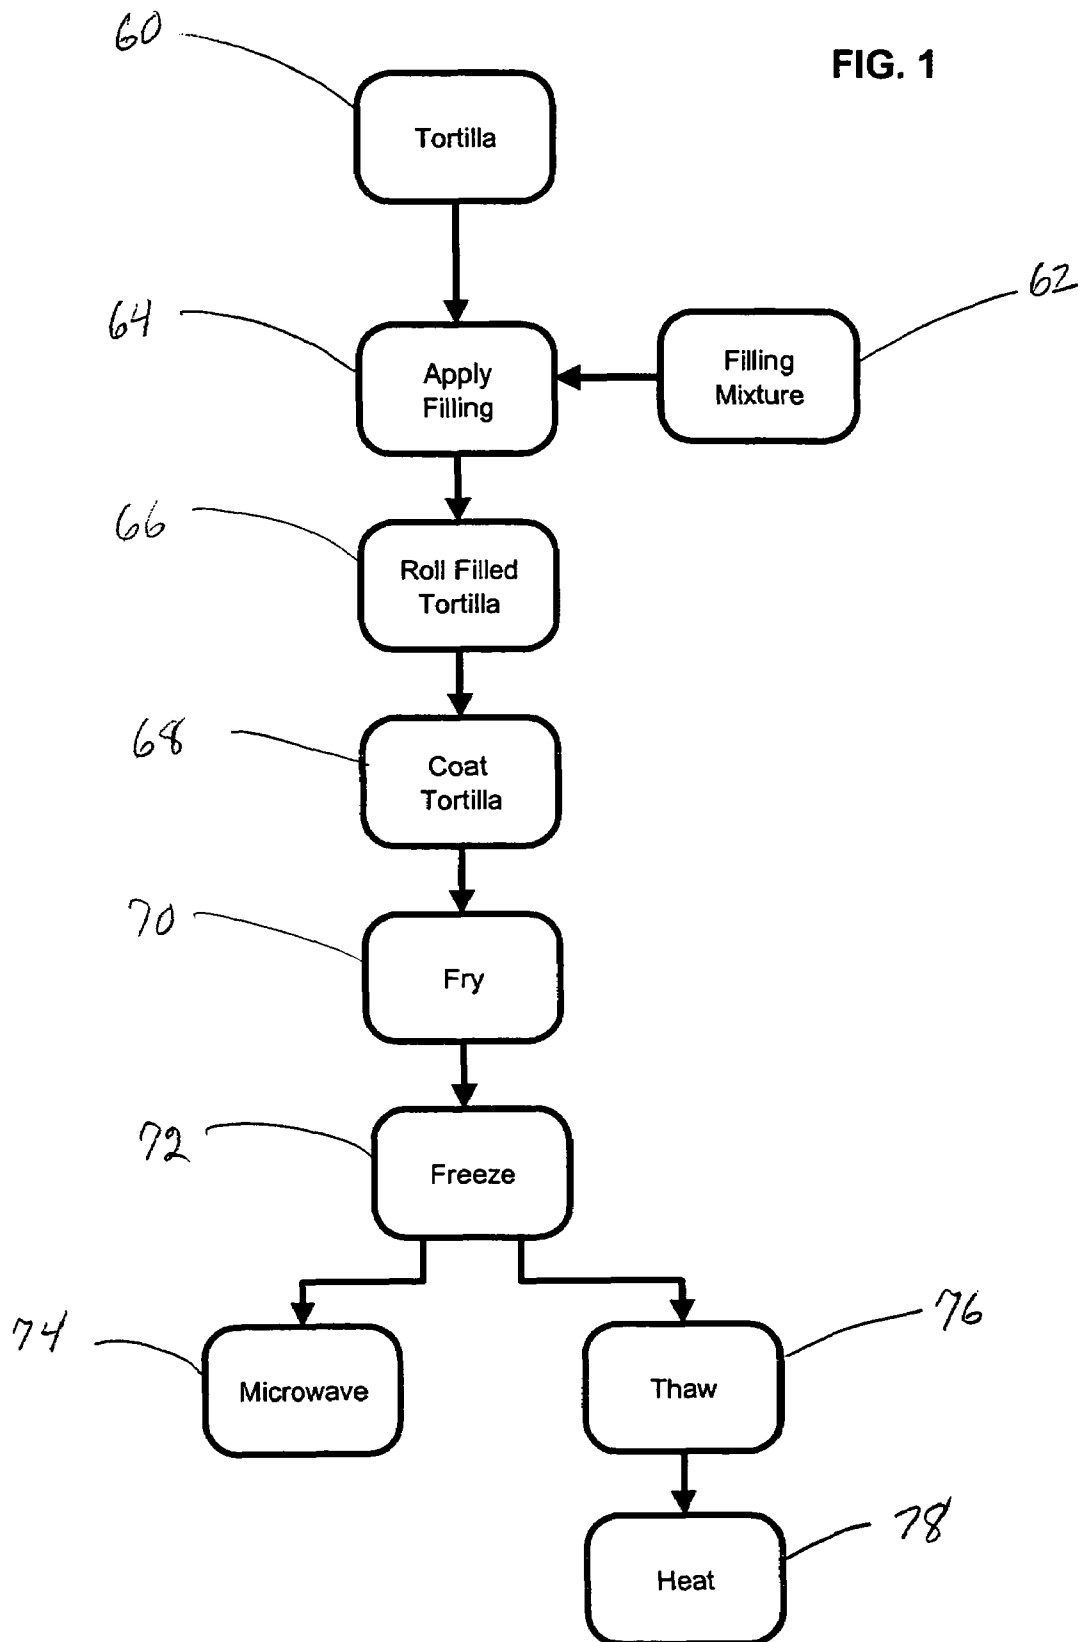 60
FIG. 1
Tortilla
62
64
Apply
Filling
Filling
Mixture
66
Roll Filled
Tortilla
68
Coat
Tortilla
70
Fry
72
Freeze
74
76
Microwave
Thaw
78
Heat